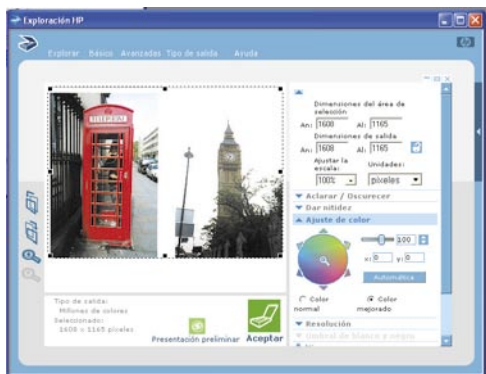 Exploración HP
Explorar Básico Avanzadas Tipo de salida Ayuda
TELEPHONE
Dimensiones del área de
selección
An: 1608 Al: 1165
Dimensiones de salida
An: 1608 Al: 1165
Ajustar la
escala: Unidades:
100% píxeles
Aclarar / Oscurecer
Dar nitidez
Ajuste de color
100
x: 0 y: 0
Automática
Color
normal
Color
mejorado
Resolución
Umbral de blanco y negro
Tipo de salida:
Millones de colores
Seleccionado:
1608 x 1165 píxeles
Presentación preliminar Aceptar